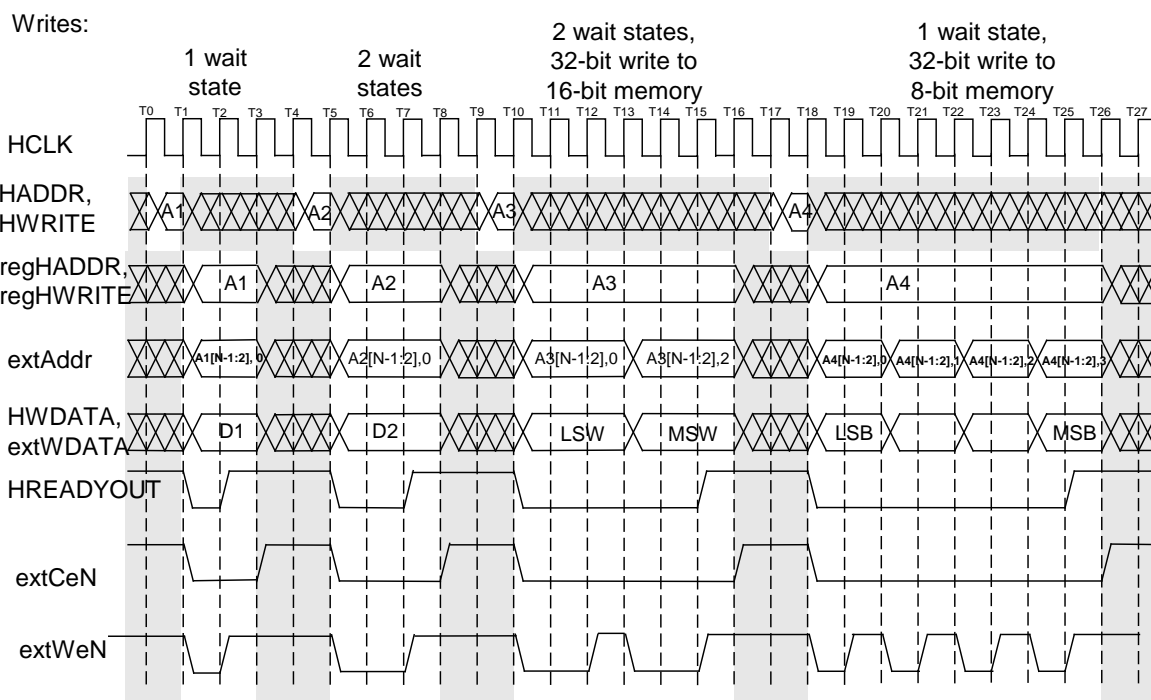 Writes:
1 wait
state
2 wait
states
2 wait states,
32-bit write to
16-bit memory
1 wait state,
32-bit write to
8-bit memory
T0 T1 T2 T3 T4 T5 T6 T7 T8 T9 T10 T11 T12 T13 T14 T15 T16 T17 T18 T19 T20 T21 T22 T23 T24 T25 T26 T27
HCLK
HADDR,
HWRITE
A1 A2 A3 A4
regHADDR,
regHWRITE
A1 A2 A3 A4
extAddr
A1[N-1:2], 0 A2[N-1:2],0 A3[N-1:2],0 A3[N-1:2],2 A4[N-1:2],0 A4[N-1:2],1 A4[N-1:2],2 A4[N-1:2],3
HWDATA,
extWDATA
D1 D2 LSW MSW LSB MSB
HREADYOUT
extCeN
extWeN